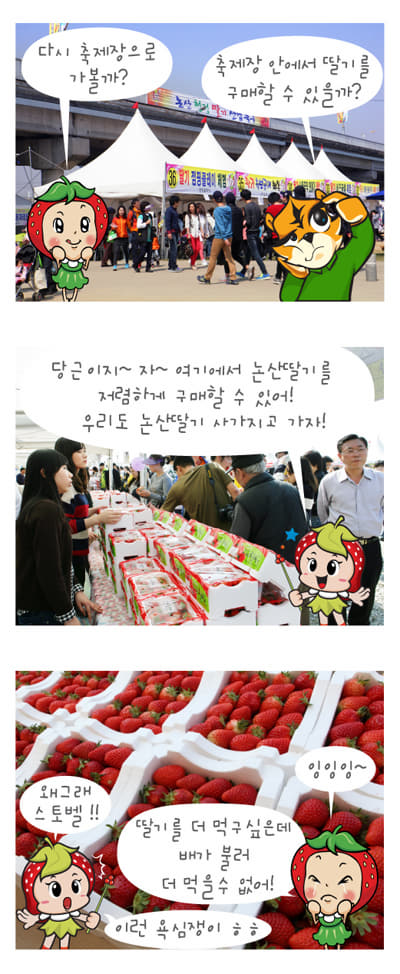 다시 축제장으로
가볼까?
축제장 안에서 딸기를
구매할 수 있을까?
36 딸기
당근이지~ 자~ 여기에서 논산딸기를
저렴하게 구매할 수 있어!
우리도 논산딸기 사가지고 가자!
왜그래
스토벨!!
잉잉잉~
딸기를 더 먹구싶은데
배가 불러
더 먹을수 없어!
이런 욕심쟁이 ㅎㅎ